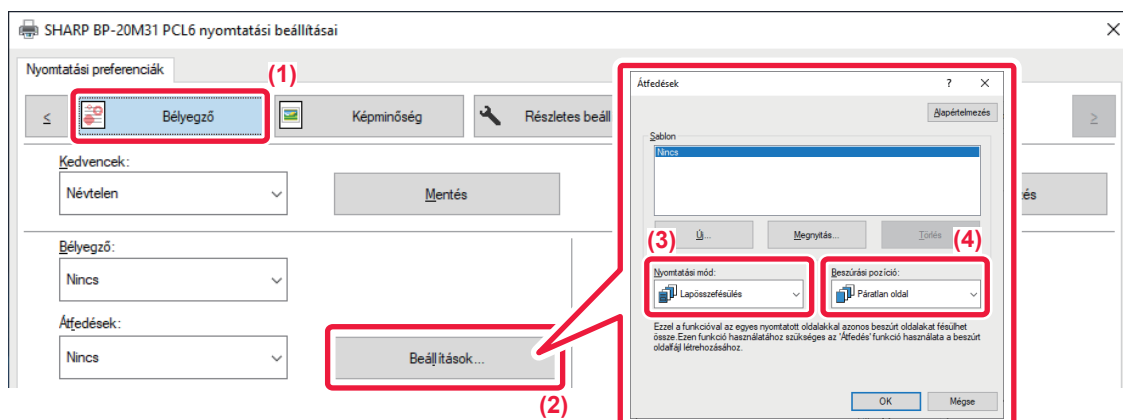 SHARP BP-20M31 PCL6 nyomtatási beállításai
Nyomtatási preferenciák
(1)
<
Bélyegző
Képminőség
Részletes beáll
>
Kedvencek:
Névtelen
Mentés
és
Bélyegző:
Nincs
Átfedések:
Nincs
Beállítások...
(2)
Átfedések
?
Alapértelmezés
Sablon
Nincs
Új...
Megnyitás...
Törlés
(3)
(4)
Nyomtatási mód:
Beszúrási pozíció:
Lapösszefésülés
Páratlan oldal
Ezzel a funkcióval az egyes nyomtatott oldalakkal azonos beszúrt oldalakat fésülhet
össze.Ezen funkció használatához szükséges az 'Átfedés' funkció használata a beszúrt
oldalfájl létrehozásához.
OK
Mégse